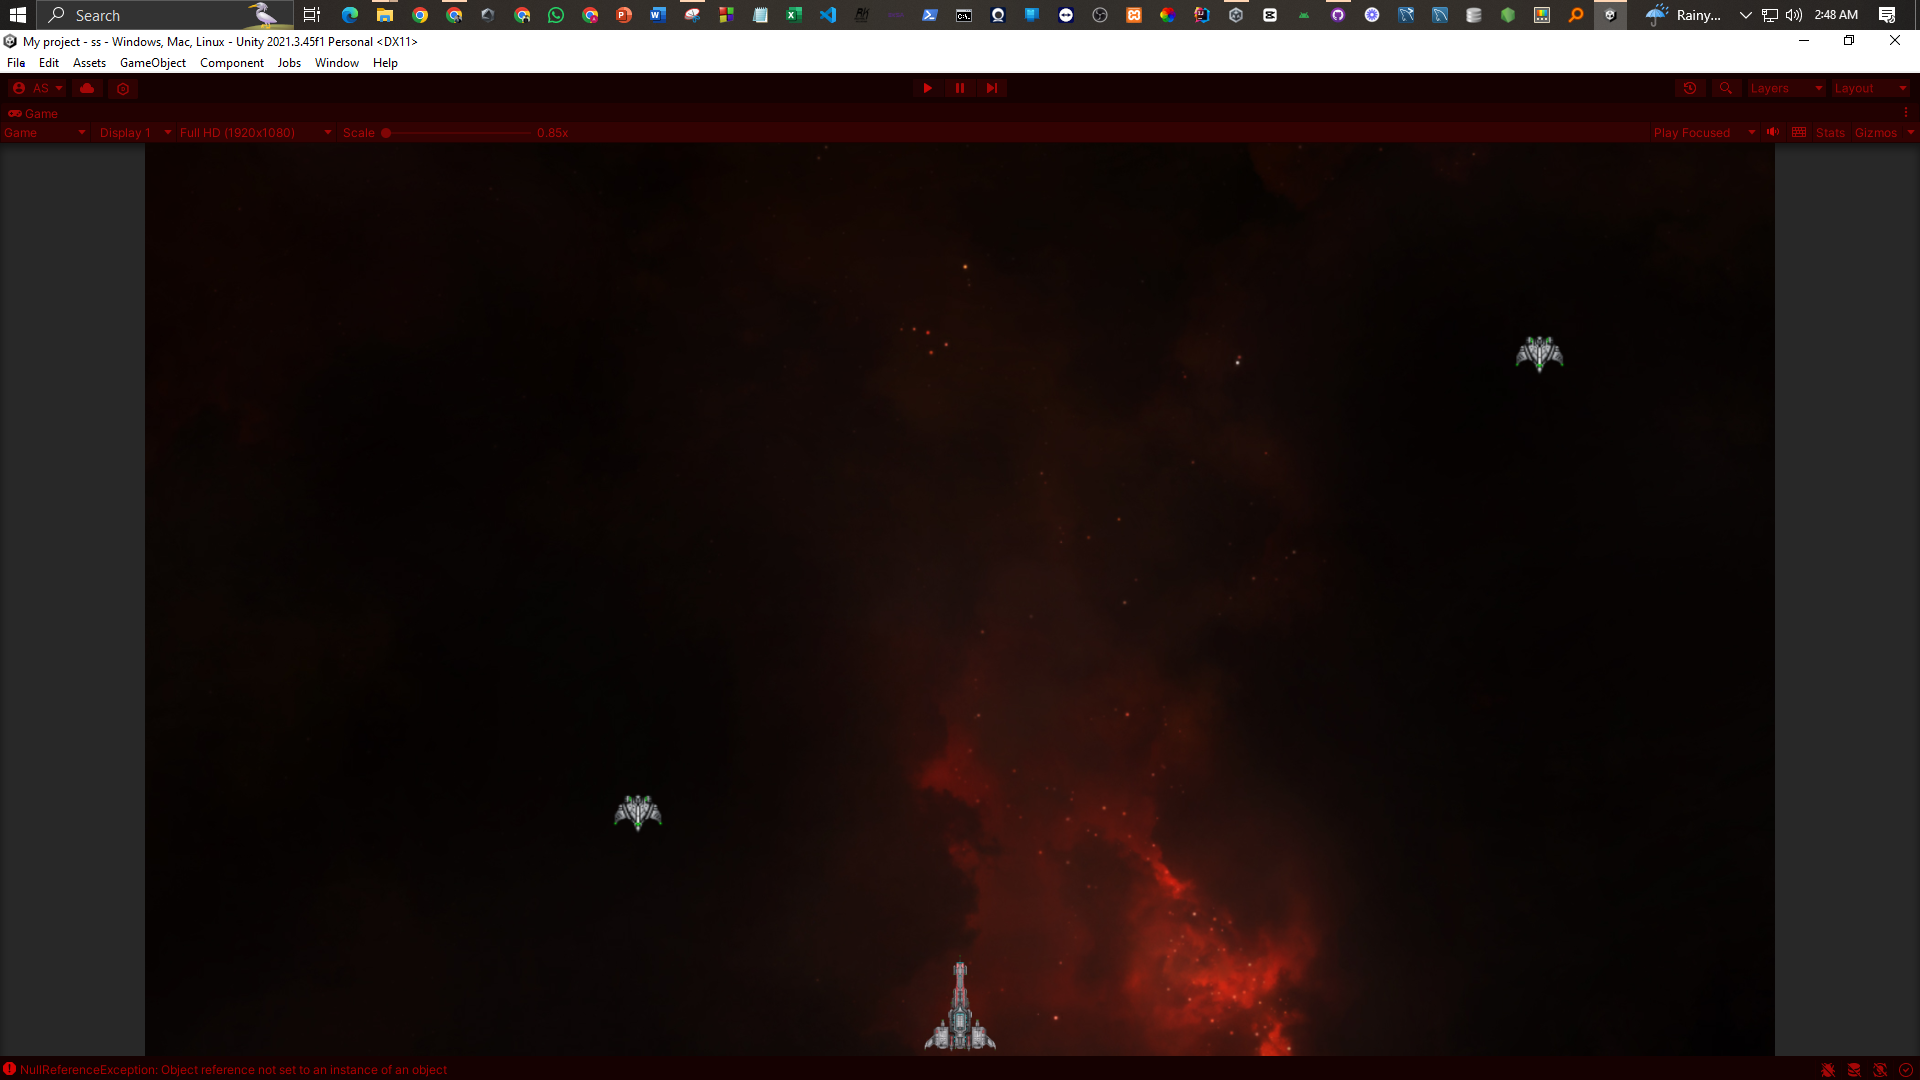 Search
Rainy...
2:48 AM
My project - ss - Windows, Mac, Linux - Unity 2021.3.45f1 Personal <DX11>
File Edit Assets GameObject Component Jobs Window Help
AS
Layers
Layout
Game
Game
Display 1
Full HD (1920x1080)
Scale
0.85x
Play Focused
Stats
Gizmos
NullReferenceException: Object reference not set to an instance of an object